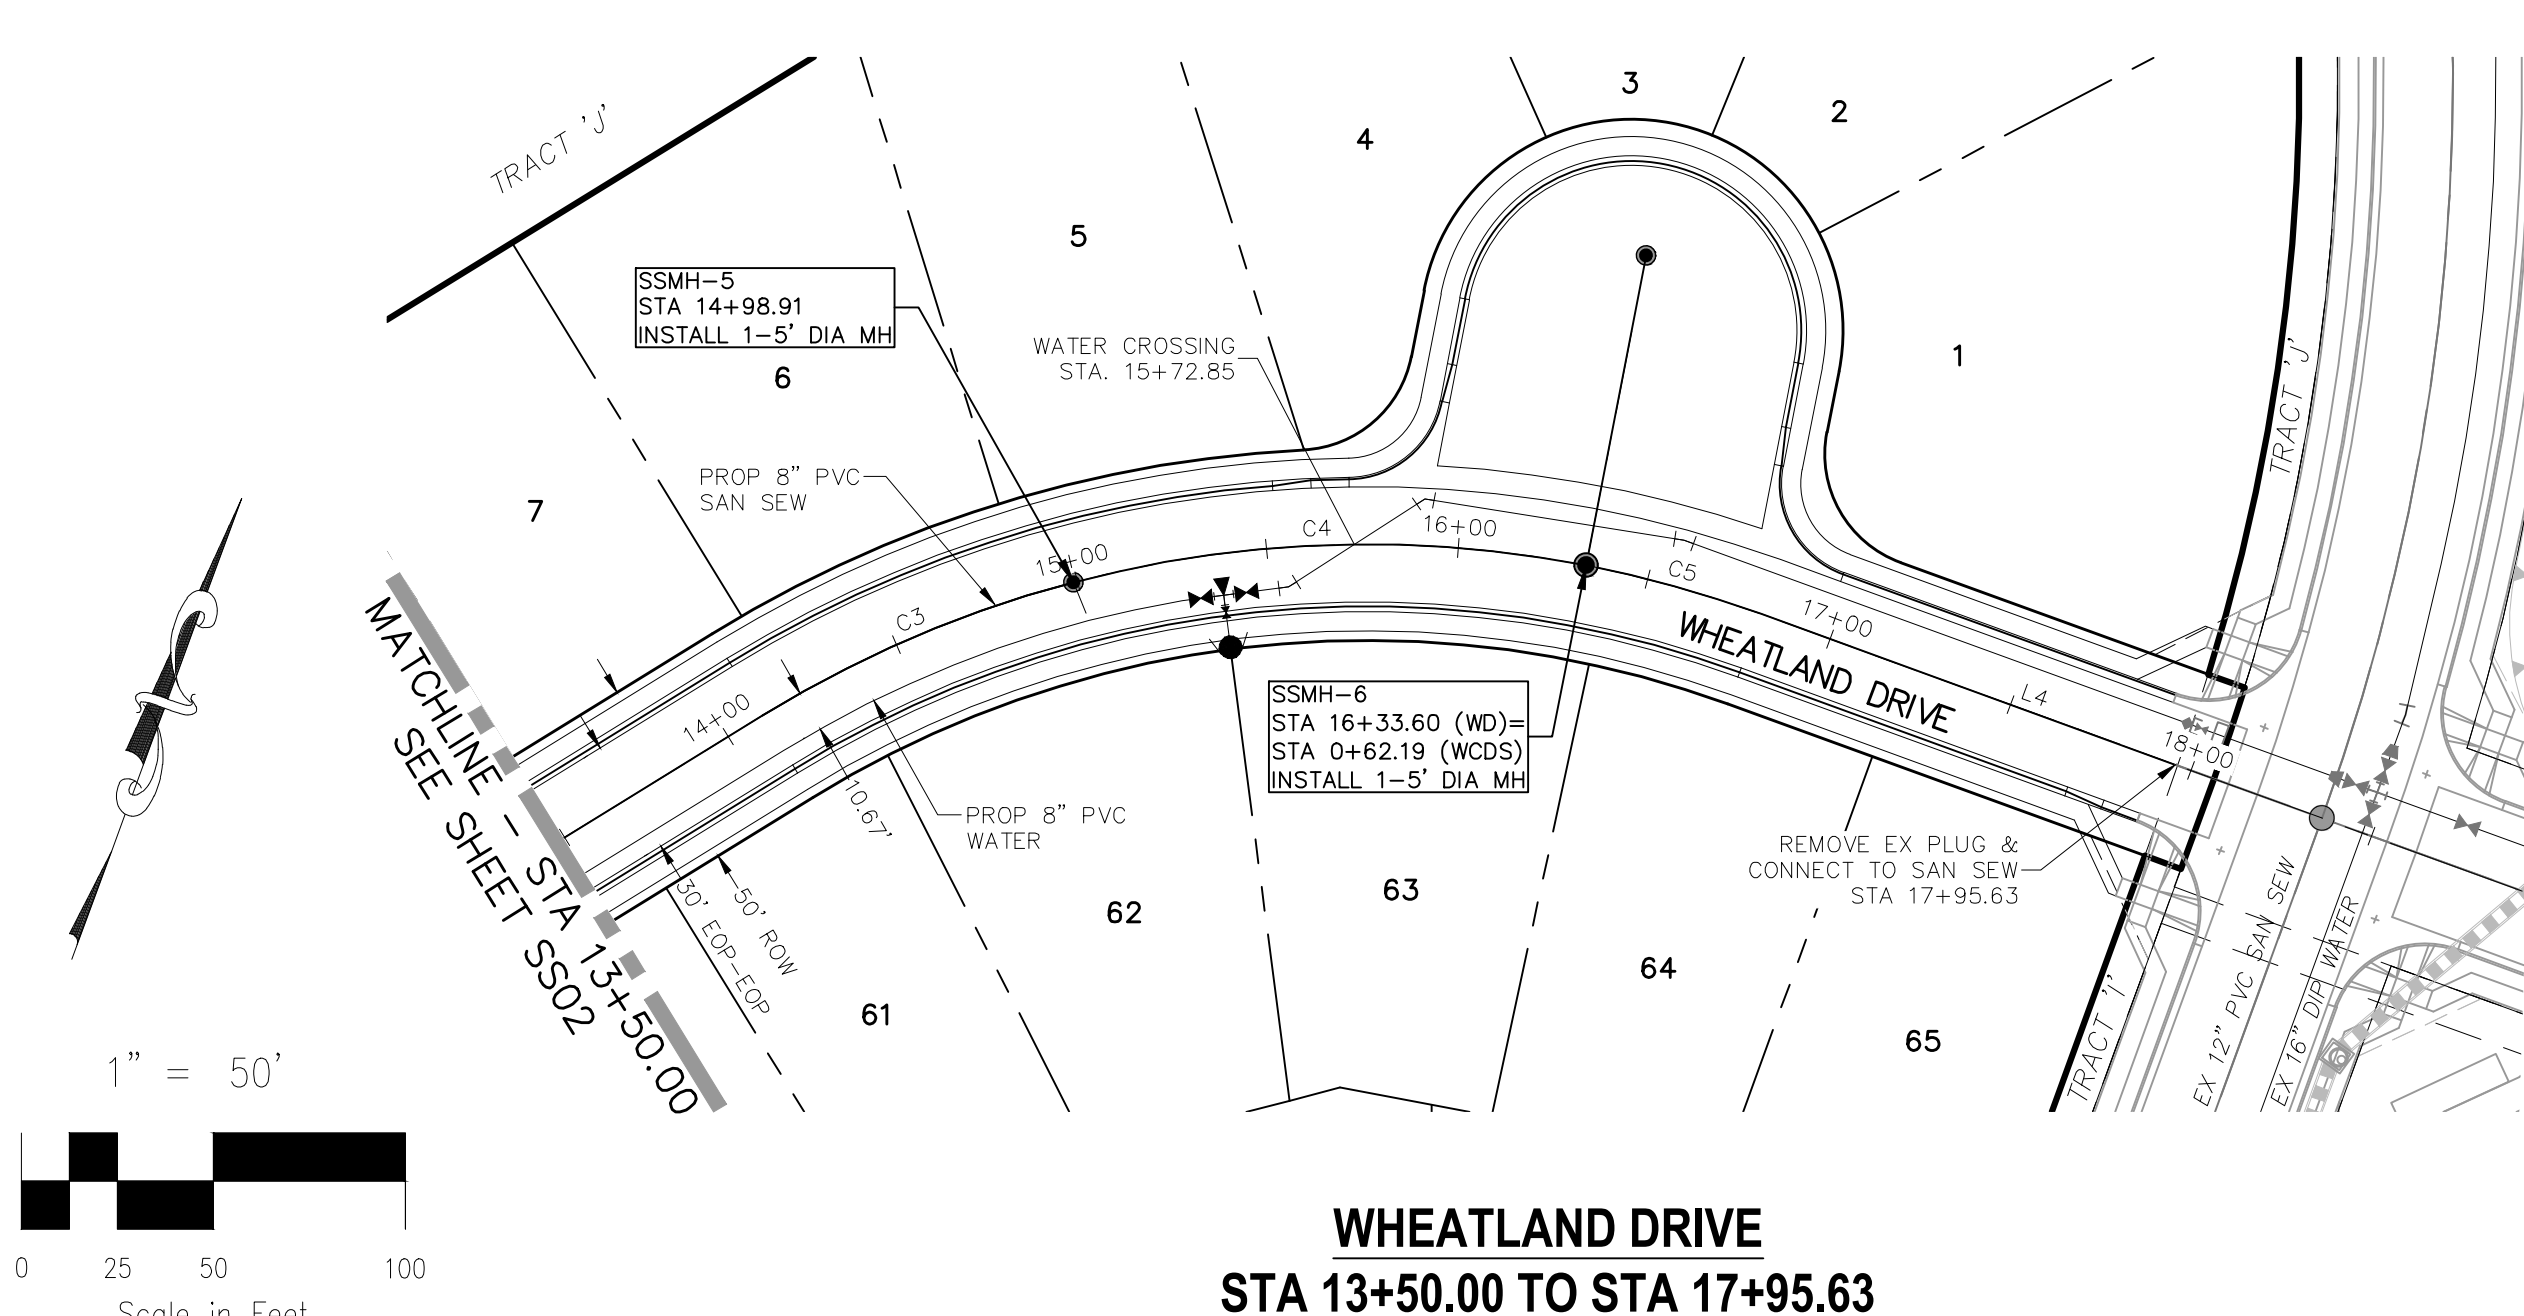 TRACT 'J'
3
2
4
5
SSMH-5
STA 14+98.91
INSTALL 1-5' DIA MH
6
WATER CROSSING
STA. 15+72.85
1
TRACT 'J'
7
PROP 8" PVC
SAN SEW
15+00
C4
16+00
C5
C3
17+00
WHEATLAND DRIVE
L4
14+00
18+00
MATCHLINE - STA 13+50.00
SEE SHEET SS02
SSMH-6
STA 16+33.60 (WD)=
STA 0+62.19 (WCDS)
INSTALL 1-5' DIA MH
10.67'
PROP 8" PVC
WATER
30' EOP-EOP
50' ROW
REMOVE EX PLUG &
CONNECT TO SAN SEW
STA 17+95.63
61
62
63
64
65
TRACT 'I'
EX 12" PVC SAN SEW
EX 16" DIP WATER
6
1" = 50'
0 25 50 100
Scale in Feet
WHEATLAND DRIVE
STA 13+50.00 TO STA 17+95.63